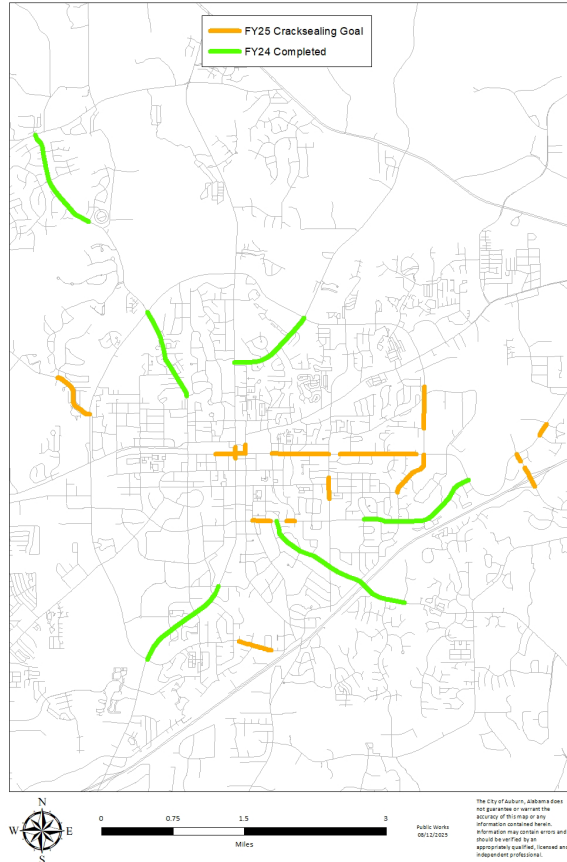 FY25 Cracksealing Goal
FY24 Completed
N
W
E
S
0
0.75
1.5
3
Miles
Public Works
08/12/2025
The City of Auburn, Alabama does
not guarantee or warrant the
accuracy of this map or any
information contained herein.
Information may contain errors and
should be verified by an
appropriately qualified, licensed and
independent professional.